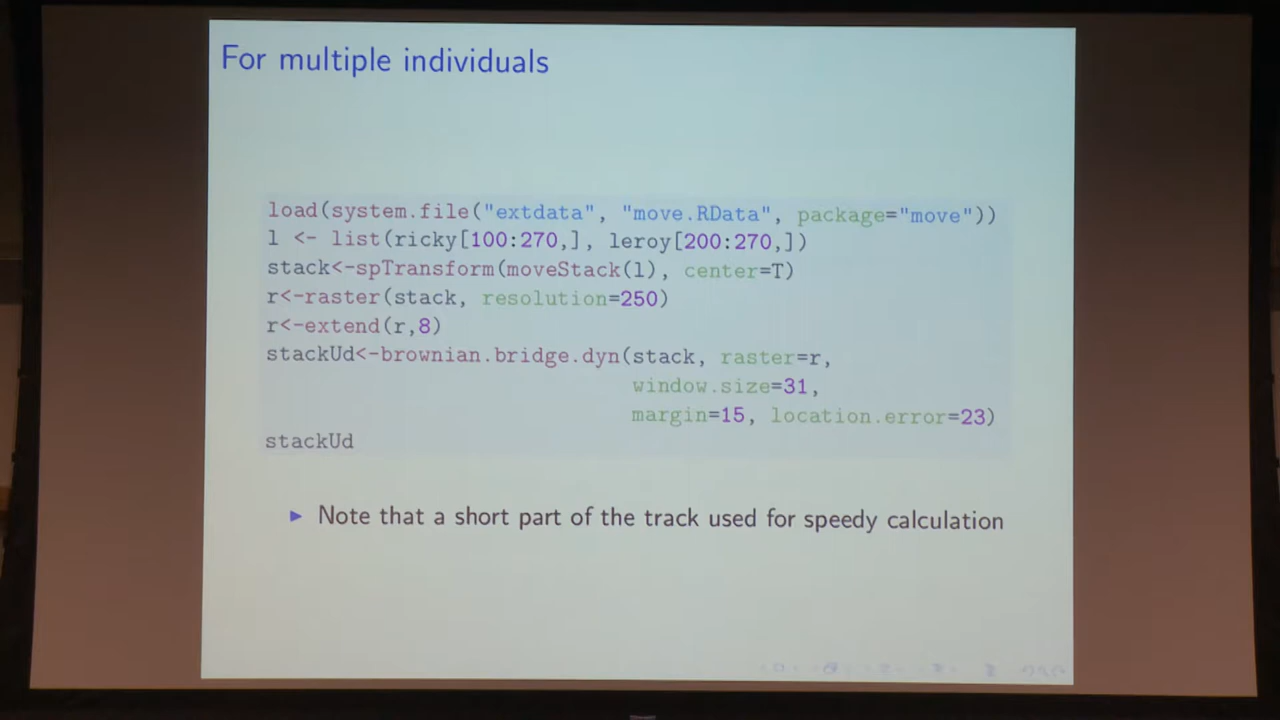 For multiple individuals
load(system.file("extdata", "move.RData", package="move"))
l <- list(ricky[100:270,], leroy[200:270,])
stack<-spTransform(moveStack(l), center=T)
r<-raster(stack, resolution=250)
r<-extend(r,8)
stackUd<-brownian.bridge.dyn(stack, raster=r,
window.size=31,
margin=15, location.error=23)
stackUd
Note that a short part of the track used for speedy calculation